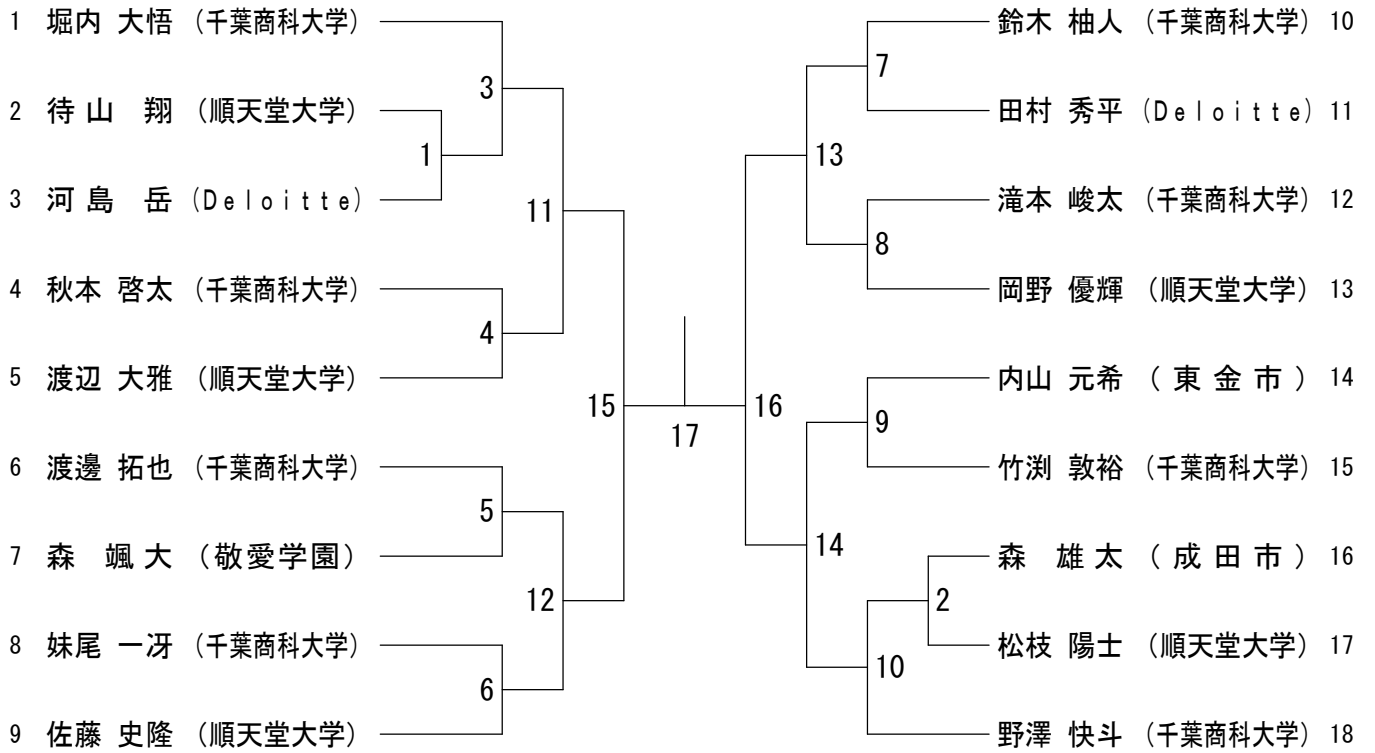 1 堀内 大悟 (千葉商科大学)
2 待山 翔 (順天堂大学)
3 河島 岳 (Deloitte)
4 秋本 啓太 (千葉商科大学)
5 渡辺 大雅 (順天堂大学)
6 渡邊 拓也 (千葉商科大学)
7 森 颯大 (敬愛学園)
8 妹尾 一冴 (千葉商科大学)
9 佐藤 史隆 (順天堂大学)
3
1
11
4
15
5
12
6
17
7
13
8
16
9
14
2
10
鈴木 柚人 (千葉商科大学) 10
田村 秀平 (Deloitte) 11
滝本 峻太 (千葉商科大学) 12
岡野 優輝 (順天堂大学) 13
内山 元希 (東金市) 14
竹渕 敦裕 (千葉商科大学) 15
森 雄太 (成田市) 16
松枝 陽士 (順天堂大学) 17
野澤 快斗 (千葉商科大学) 18